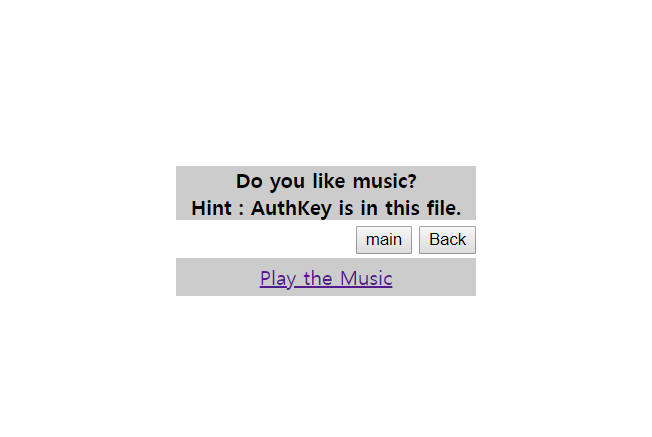 Do you like music?
Hint : AuthKey is in this file.
main Back
Play the Music